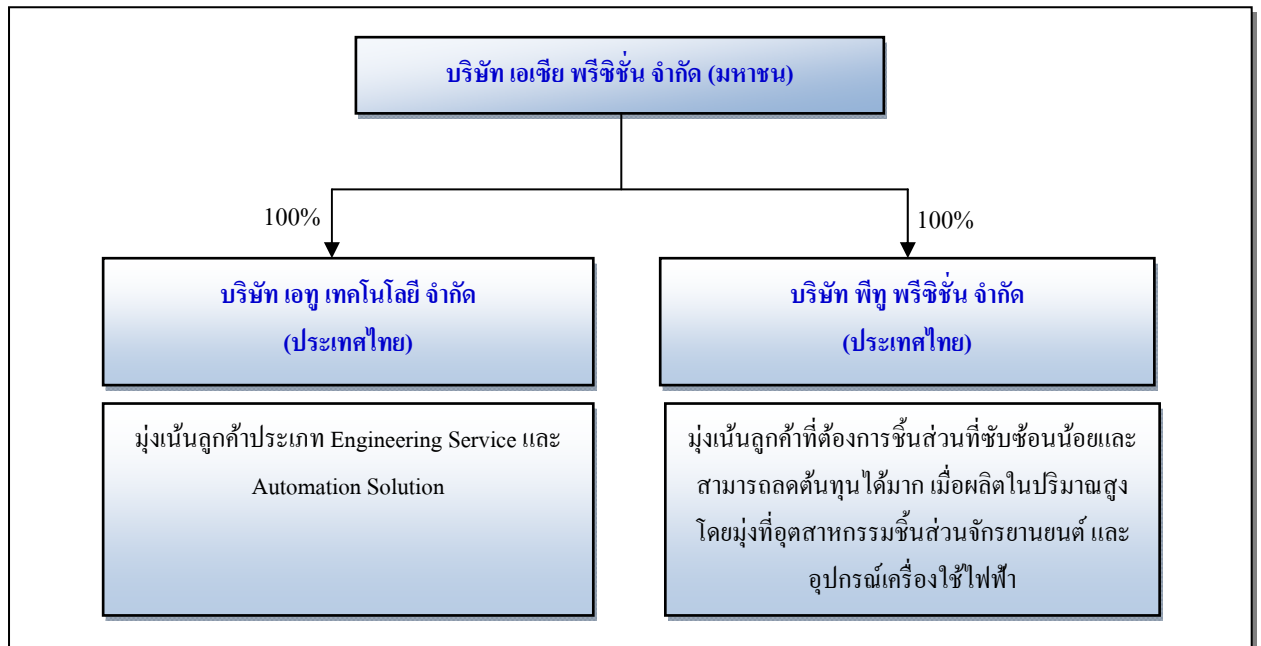 บริษัท เอเซีย พรีซิชั่น จำกัด (มหาชน)
100%
100%
บริษัท เอทู เทคโนโลยี จำกัด
(ประเทศไทย)
บริษัท พีทู พรีซิชั่น จำกัด
(ประเทศไทย)
มุ่งเน้นลูกค้าประเภท Engineering Service และ
Automation Solution
มุ่งเน้นลูกค้าที่ต้องการชิ้นส่วนที่ซับซ้อนน้อยและ
สามารถลดต้นทุนได้มาก เมื่อผลิตในปริมาณสูง
โดยมุ่งที่อุตสาหกรรมชิ้นส่วนจักรยานยนต์ และ
อุปกรณ์เครื่องใช้ไฟฟ้า